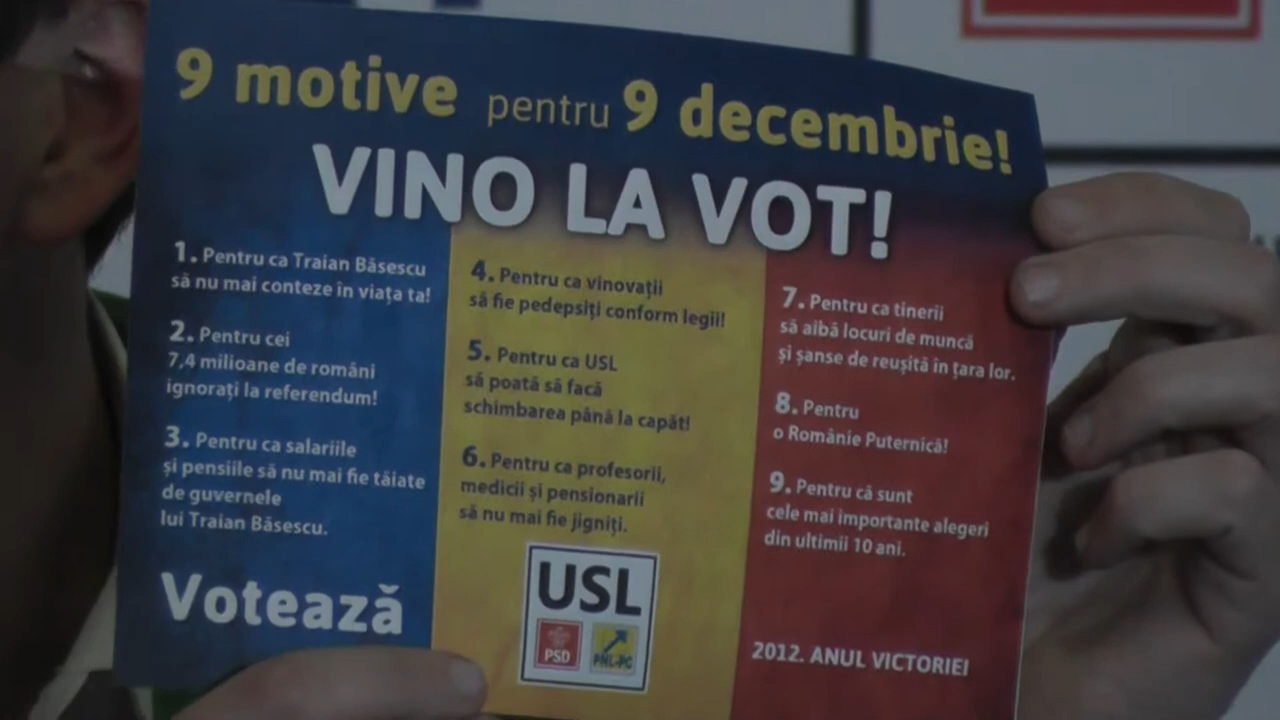 9 motive pentru 9 decembrie!
VINO LA VOT!
1. Pentru ca Traian Băsescu
să nu mai conteze în viața ta!
2. Pentru cei
7,4 milioane de români
ignorați la referendum!
3. Pentru ca salariile
și pensiile să nu mai fie tăiate
de guvernele
lui Traian Băsescu.
Votează
4. Pentru ca vinovații
să fie pedepsiți conform legii!
5. Pentru ca USL
să poată să facă
schimbarea până la capăt!
6. Pentru ca profesorii,
medicii și pensionarii
să nu mai fie jigniți.
USL
PSD
PNL-PC
7. Pentru ca tinerii
să aibă locuri de muncă
și șanse de reușită în țara lor.
8. Pentru
o Românie Puternică!
9. Pentru că sunt
cele mai importante alegeri
din ultimii 10 ani.
2012. ANUL VICTORIEI